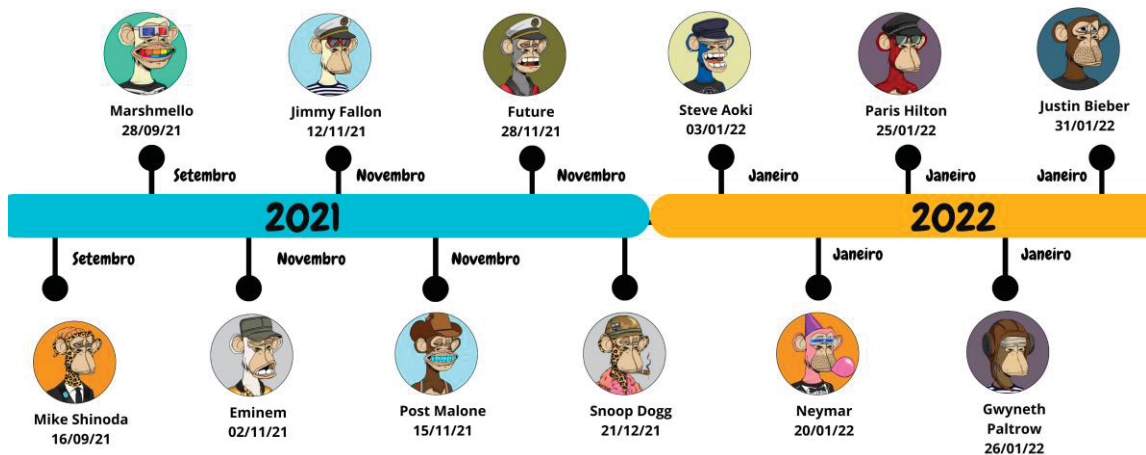 Marshmello
28/09/21
Jimmy Fallon
12/11/21
Future
28/11/21
Steve Aoki
03/01/22
Paris Hilton
25/01/22
Justin Bieber
31/01/22
Setembro
Novembro
Novembro
Janeiro
Janeiro
Janeiro
2021
2022
Setembro
Novembro
Novembro
Janeiro
Janeiro
Mike Shinoda
16/09/21
Eminem
02/11/21
Post Malone
15/11/21
Snoop Dogg
21/12/21
Neymar
20/01/22
Gwyneth
Paltrow
26/01/22